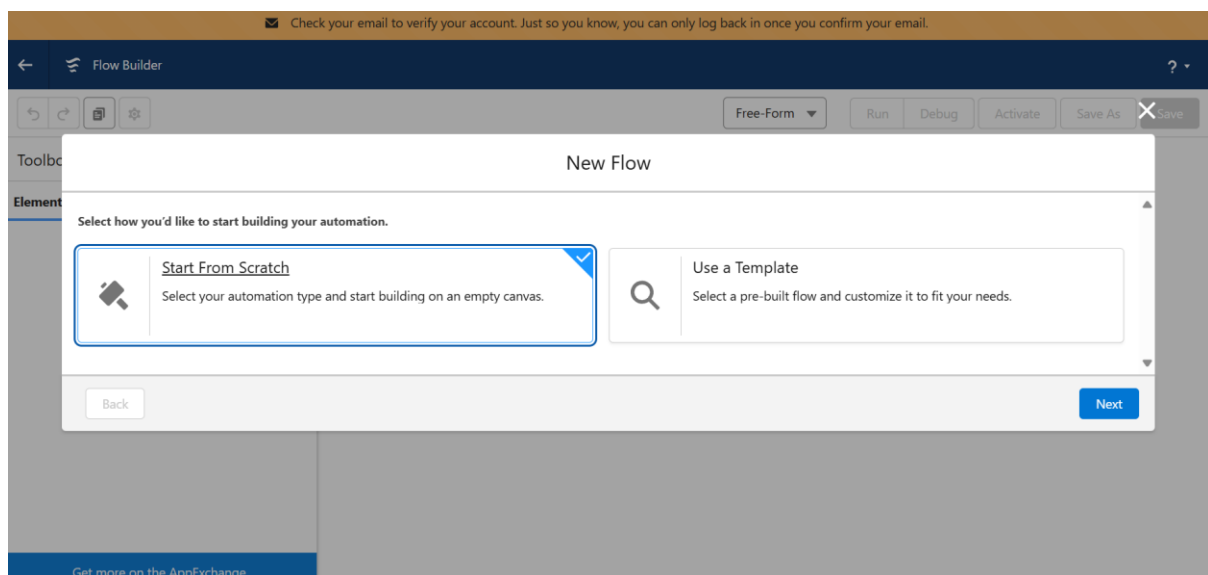 Check your email to verify your account. Just so you know, you can only log back in once you confirm your email.
Flow Builder
?
Free-Form
Run
Debug
Activate
Save As
Save
Toolbo
New Flow
Element
Select how you'd like to start building your automation.
Start From Scratch
Select your automation type and start building on an empty canvas.
Use a Template
Select a pre-built flow and customize it to fit your needs.
Back
Next
Get more on the AppExchange